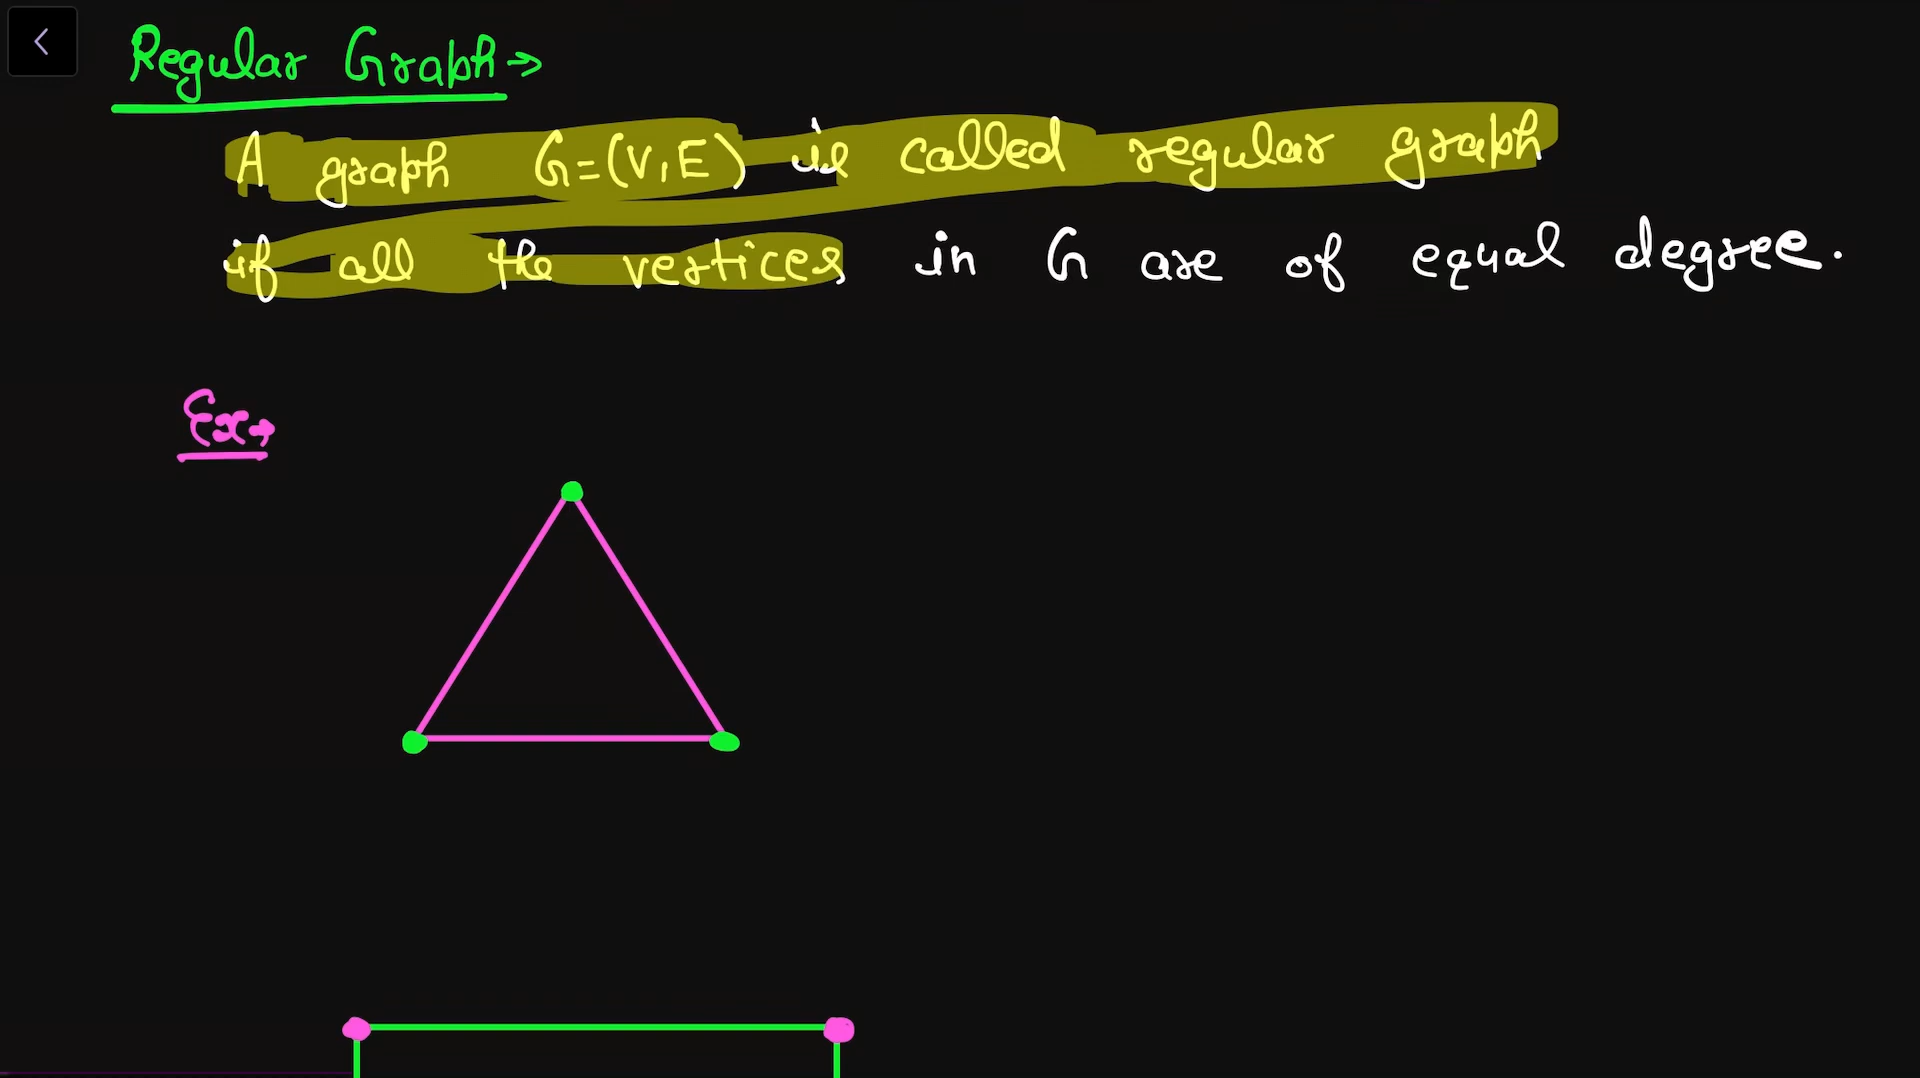 Regular Graph →
A graph G=(V,E) is called regular graph
if all the vertices in G are of equal degree.
Ex→